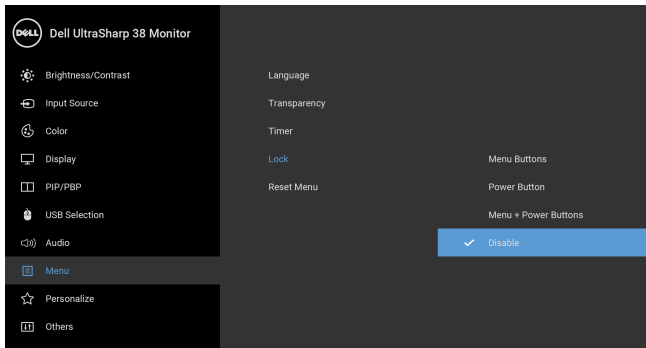 DELL
Dell UltraSharp 38 Monitor
Brightness/Contrast
Input Source
Color
Display
PIP/PBP
USB Selection
Audio
Menu
Personalize
Others
Language
Transparency
Timer
Lock
Reset Menu
Menu Buttons
Power Button
Menu + Power Buttons
Disable